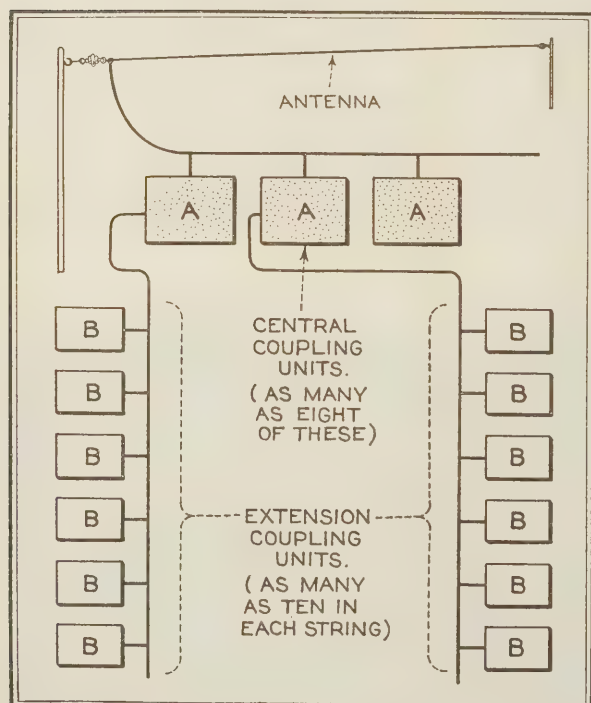 ANTENNA
A A A
CENTRAL
COUPLING
UNITS.
(AS MANY
AS EIGHT
OF THESE)
B B
B B
B B
EXTENSION
COUPLING
UNITS.
(AS MANY
AS TEN IN
EACH STRING)
B B
B B
B B